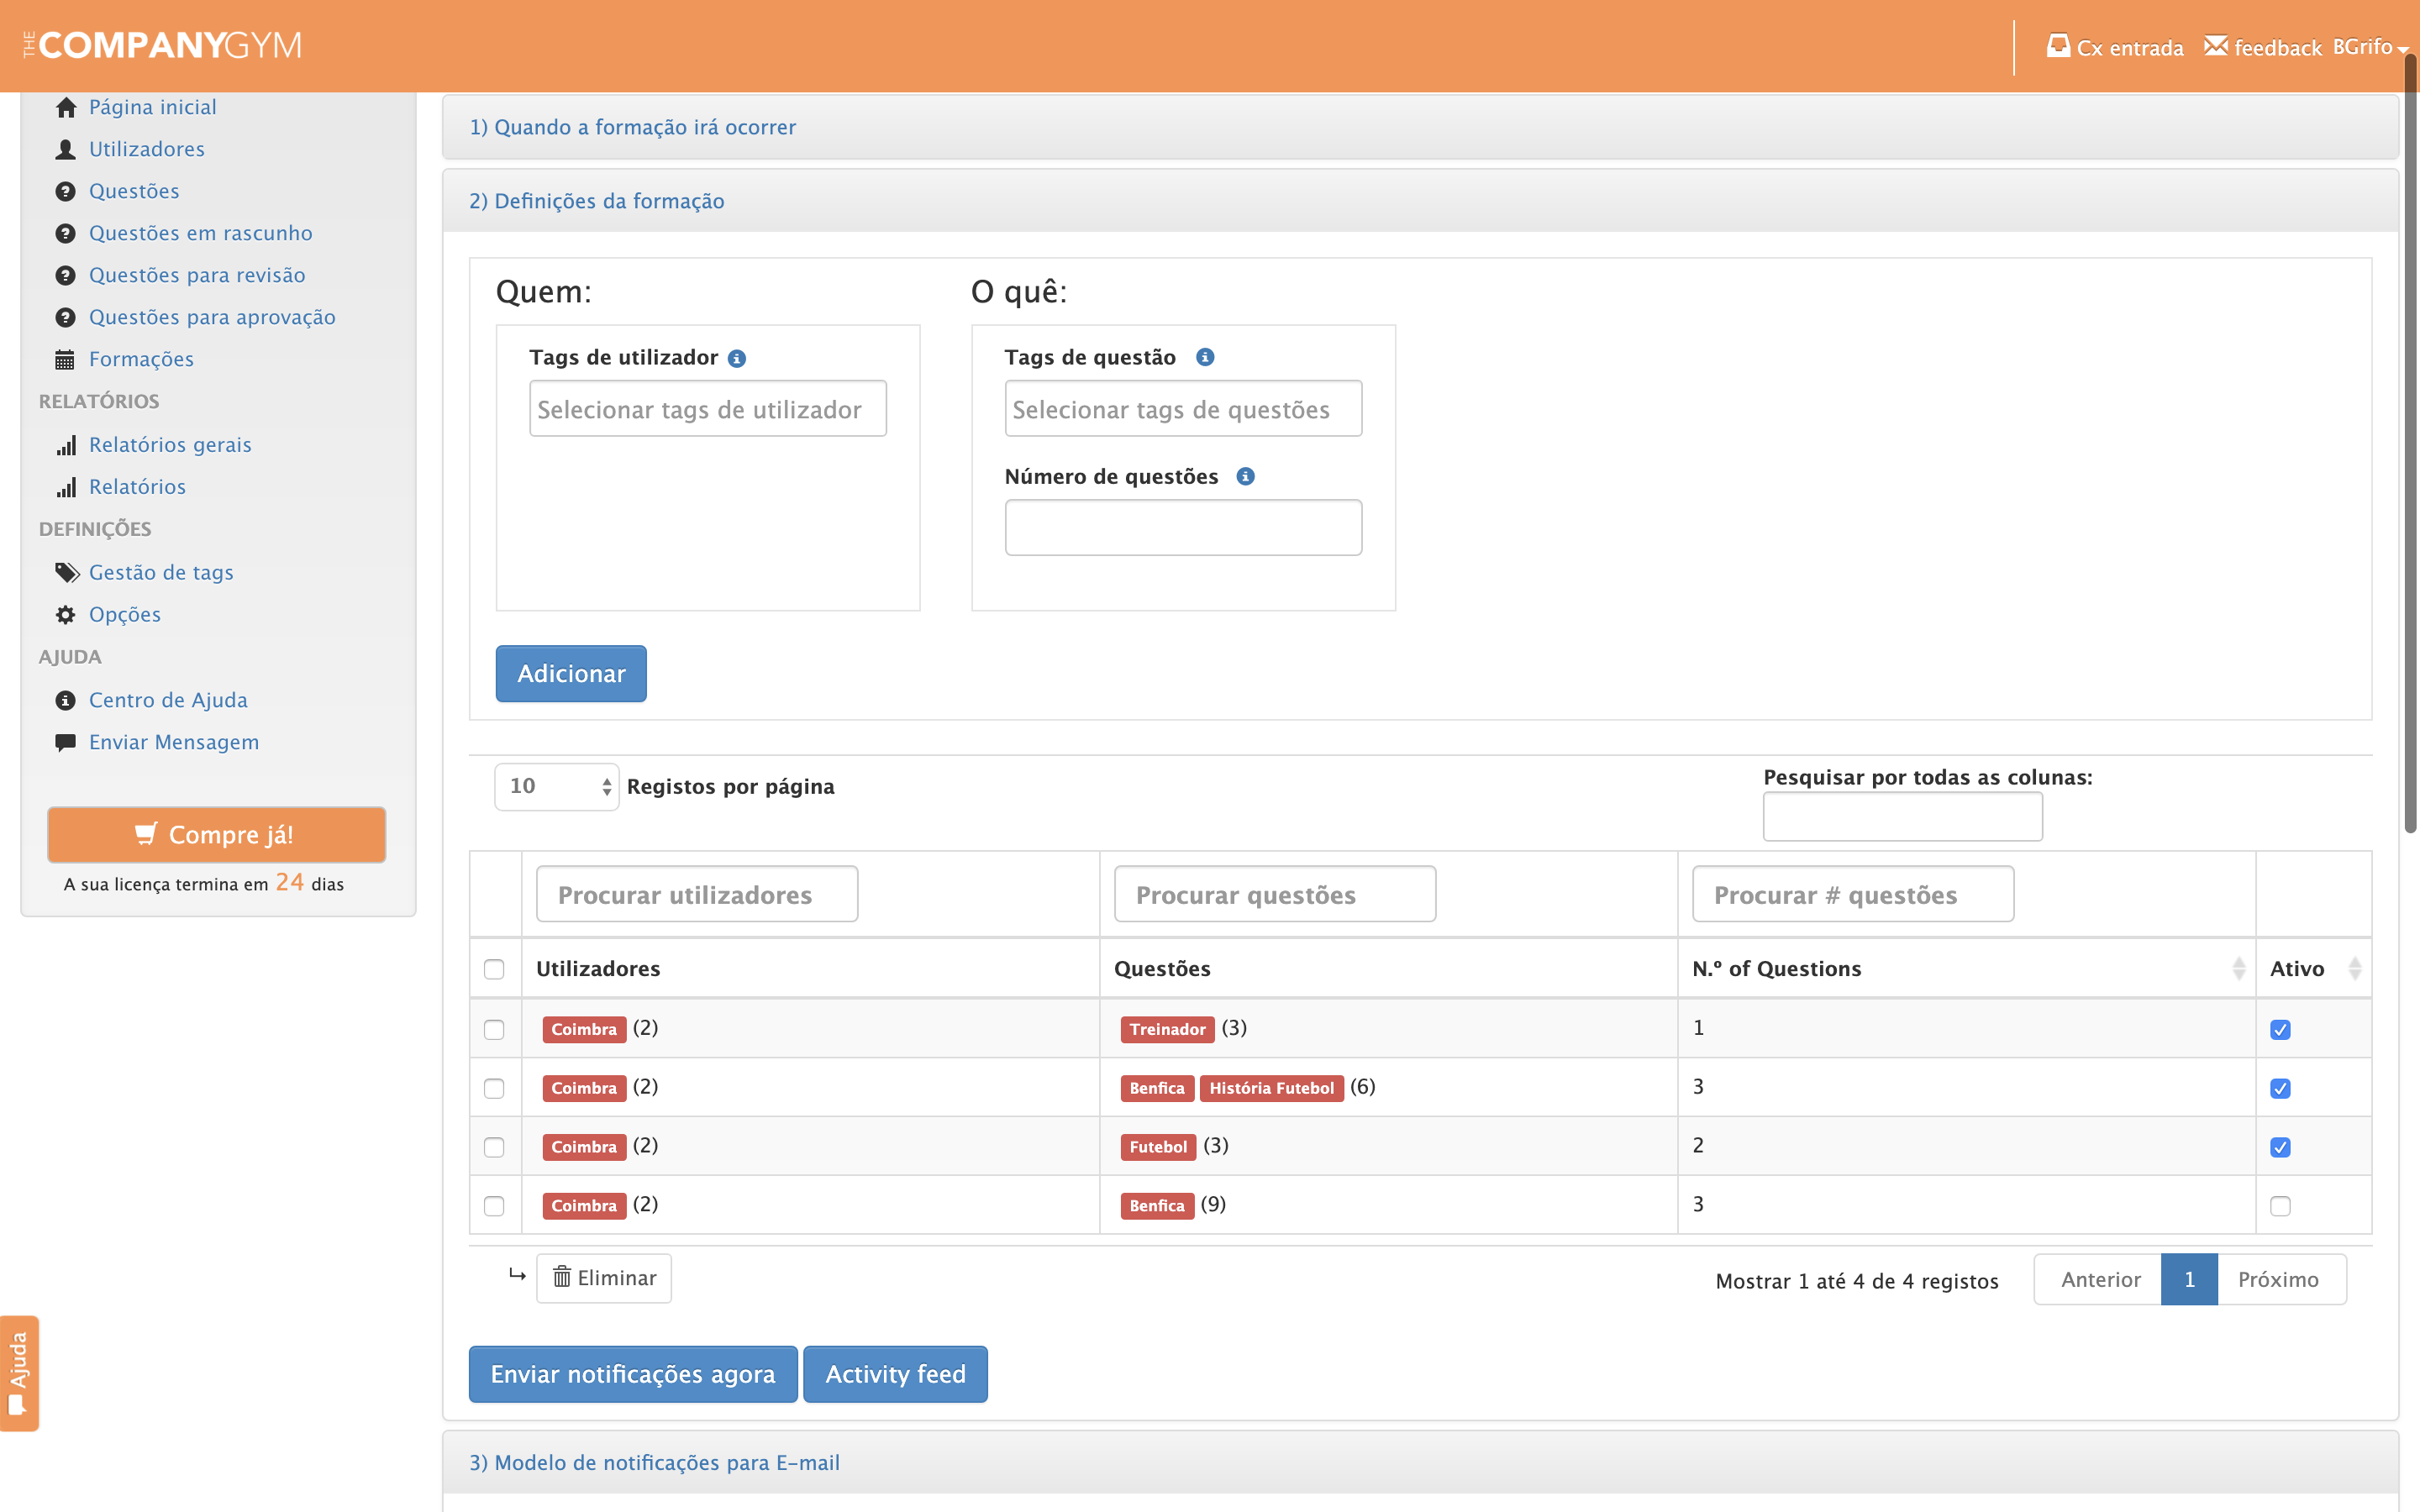 THE COMPANYGYM
Cx entrada feedback BGrifo
Página inicial
Utilizadores
Questões
Questões em rascunho
Questões para revisão
Questões para aprovação
Formações
RELATÓRIOS
Relatórios gerais
Relatórios
DEFINIÇÕES
Gestão de tags
Opções
AJUDA
Centro de Ajuda
Enviar Mensagem
Compre já!
A sua licença termina em 24 dias
Ajuda
1) Quando a formação irá ocorrer
2) Definições da formação
Quem:
Tags de utilizador
Selecionar tags de utilizador
O quê:
Tags de questão
Selecionar tags de questões
Número de questões
Adicionar
10 Registos por página
Pesquisar por todas as colunas:
Procurar utilizadores Procurar questões Procurar # questões
Utilizadores Questões N.º of Questions Ativo
Coimbra (2) Treinador (3) 1
Coimbra (2) Benfica História Futebol (6) 3
Coimbra (2) Futebol (3) 2
Coimbra (2) Benfica (9) 3
Eliminar
Mostrar 1 até 4 de 4 registos Anterior 1 Próximo
Enviar notificações agora Activity feed
3) Modelo de notificações para E-mail